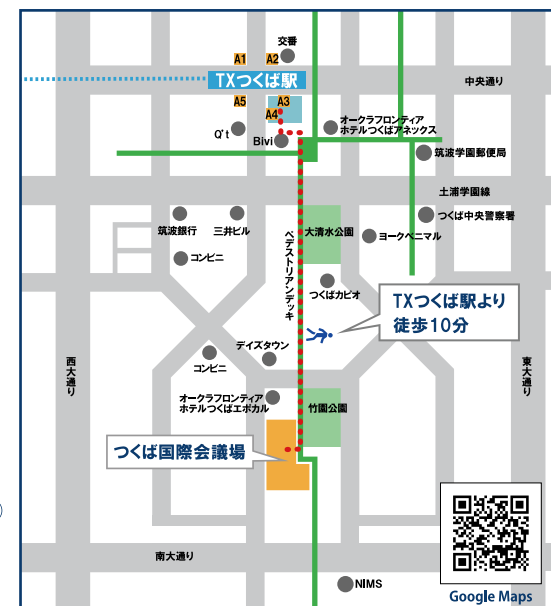 交番
A1
A2
TXつくば駅
中央通り
A5
A3
A4
Q't
Bivi
オークラフロンティア
ホテルつくばアネックス
筑波学園郵便局
土浦学園線
筑波銀行
三井ビル
大清水公園
つくば中央警察署
ヨークベニマル
コンビニ
ペデストリアンデッキ
つくばカピオ
TXつくば駅より
徒歩10分
デイズタウン
コンビニ
西大通り
東大通り
オークラフロンティア
ホテルつくばエポカル
竹園公園
つくば国際会議場
南大通り
NIMS
Google Maps
)